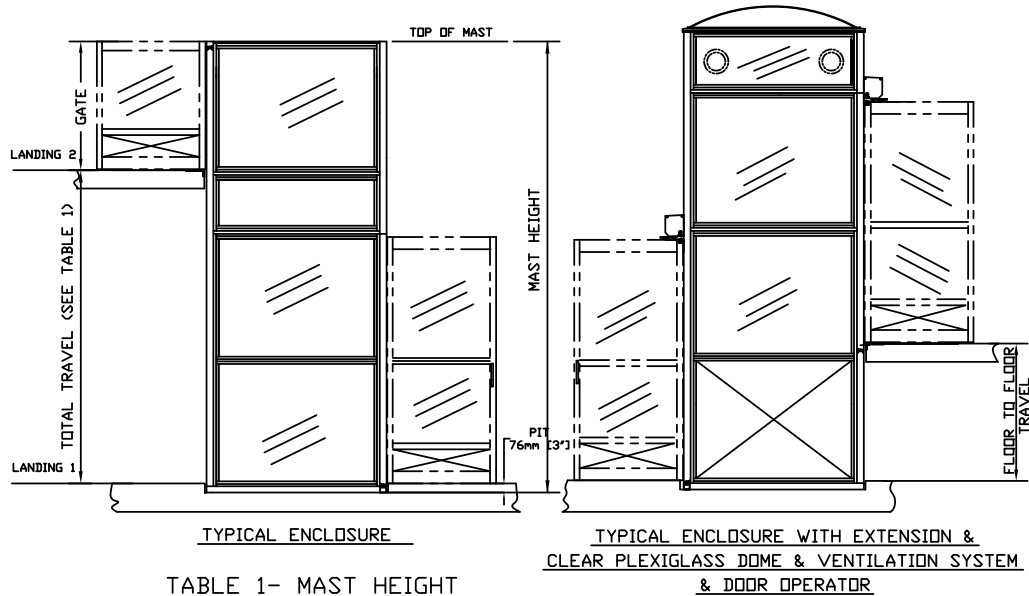 TOP OF MAST
GATE
LANDING 2
TOTAL TRAVEL (SEE TABLE 1)
MAST HEIGHT
PIT
76mm [3"]
LANDING 1
FLOOR TO FLOOR
TRAVEL
TYPICAL ENCLOSURE
TYPICAL ENCLOSURE WITH EXTENSION &
CLEAR PLEXIGLASS DOME & VENTILATION SYSTEM
& DOOR OPERATOR
TABLE 1- MAST HEIGHT